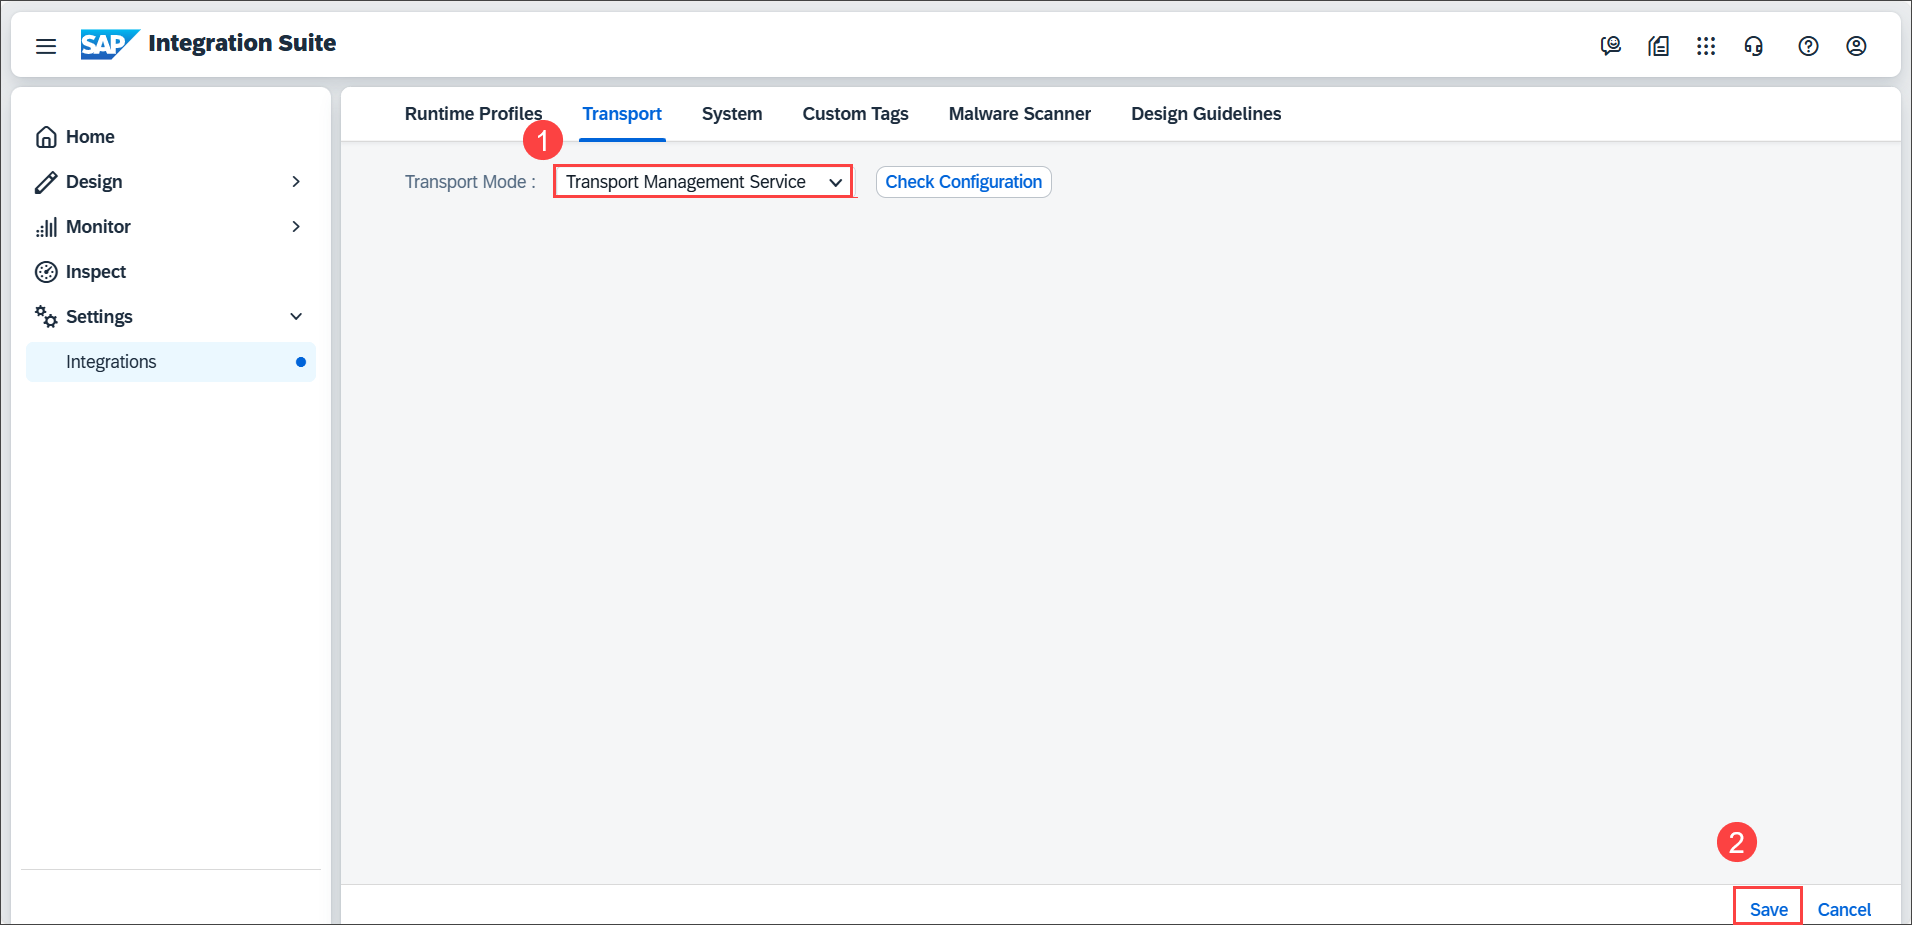 SAP Integration Suite
Home
Design
Monitor
Inspect
Settings
Integrations
Runtime Profiles Transport System Custom Tags Malware Scanner Design Guidelines
1
Transport Mode : Transport Management Service Check Configuration
2
Save Cancel